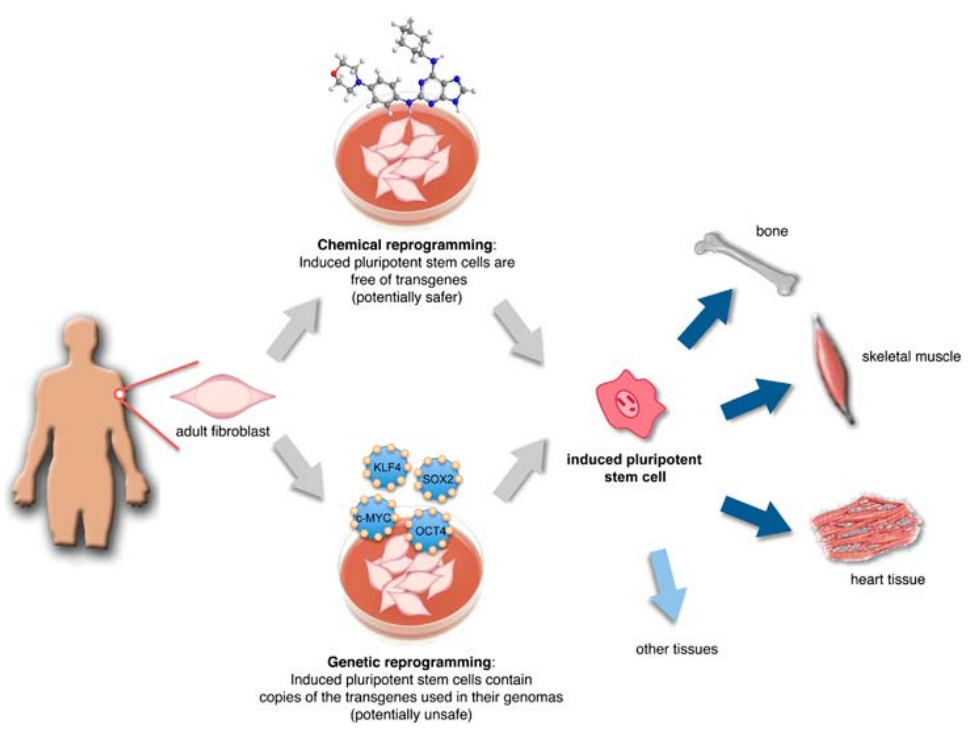 Chemical reprogramming:
Induced pluripotent stem cells are
free of transgenes
(potentially safer)
bone
skeletal muscle
adult fibroblast
KLF4
SOX2
c-MYC
OCT4
induced pluripotent
stem cell
heart tissue
other tissues
Genetic reprogramming:
Induced pluripotent stem cells contain
copies of the transgenes used in their genomas
(potentially unsafe)